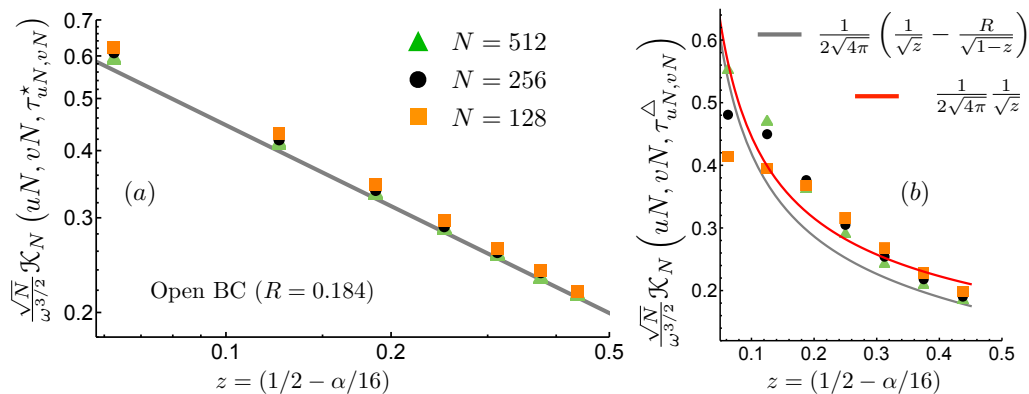 0.7
0.6
0.5
0.4
0.3
0.2
0.1
0.2
0.5
√N/ω^{3/2} 𝒦_N (uN, vN, τ^⋆_{uN,vN})
z = (1/2 − α/16)
N = 512
N = 256
N = 128
(a)
Open BC (R = 0.184)
0.6
0.5
0.4
0.3
0.2
0.1
0.2
0.3
0.4
0.5
√N/ω^{3/2} 𝒦_N (uN, vN, τ^△_{uN,vN})
z = (1/2 − α/16)
1/(2√4π) (1/√z − R/√1−z)
1/(2√4π) 1/√z
(b)